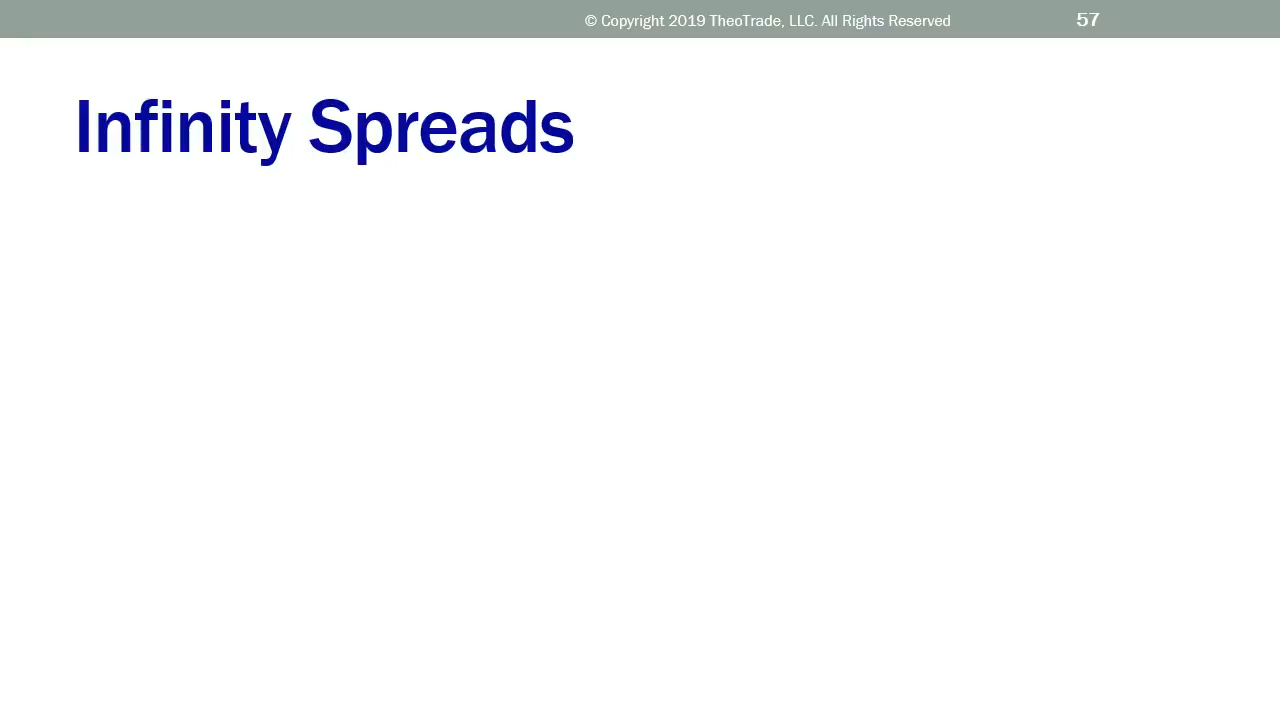 © Copyright 2019 TheoTrade, LLC. All Rights Reserved 57
Infinity Spreads